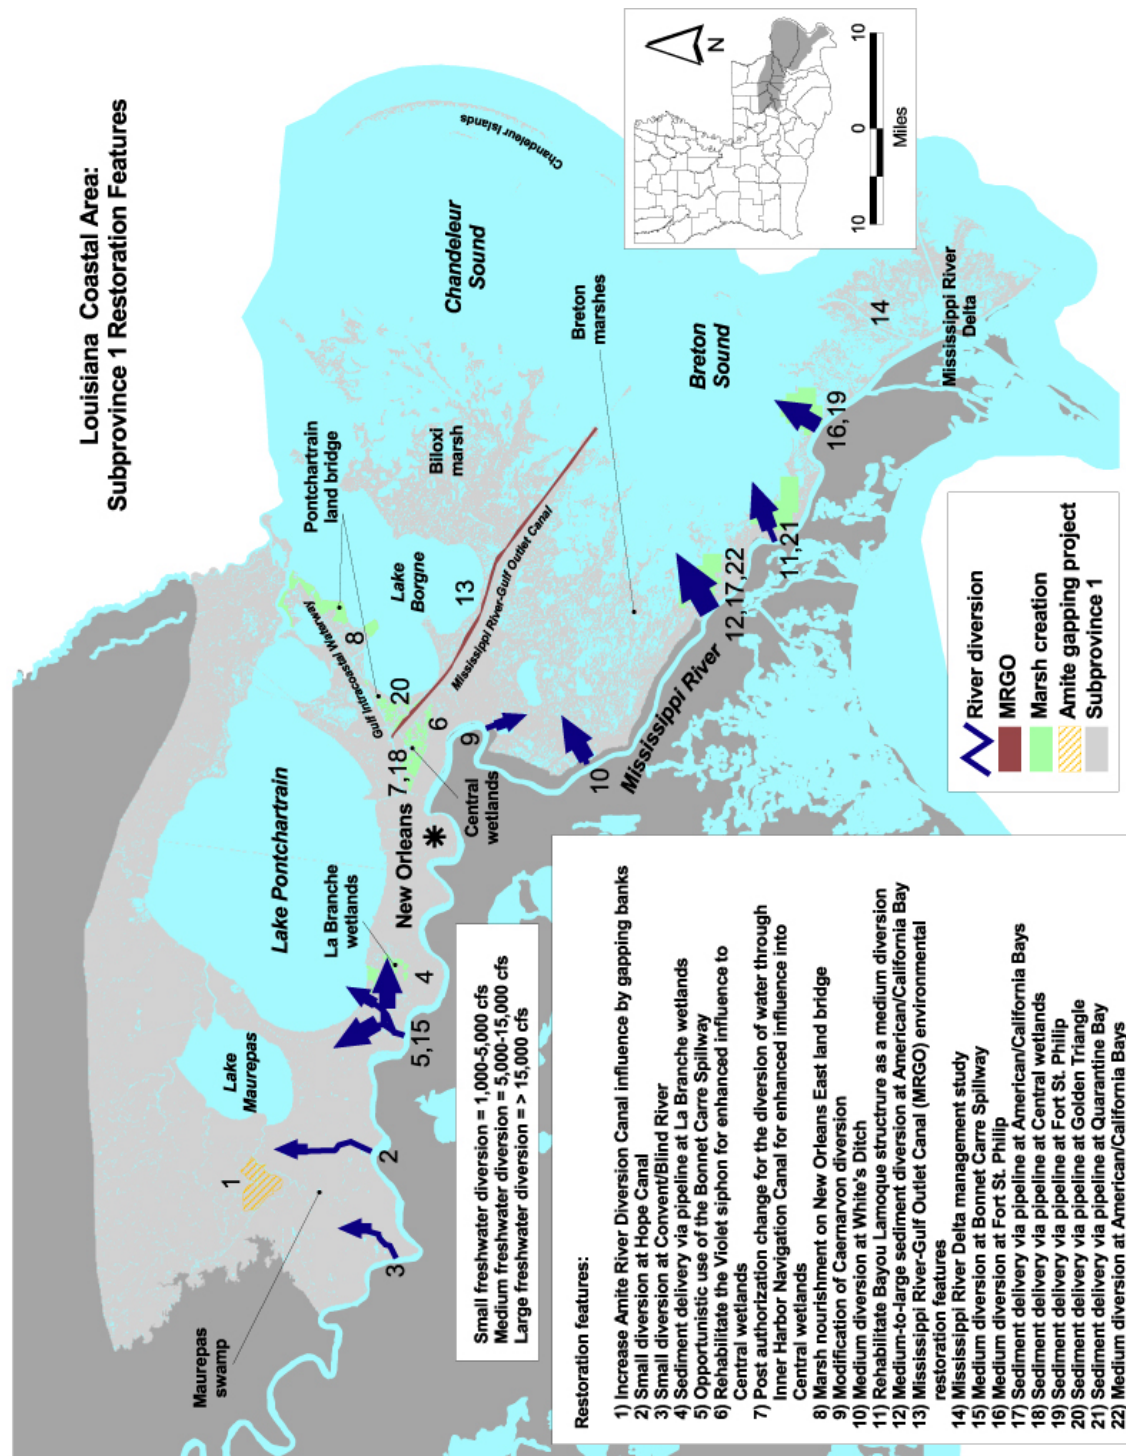 Louisiana Coastal Area:
Subprovince 1 Restoration Features
Chandeleur Islands
Chandeleur
Sound
Breton
marshes
Breton
Sound
14
Mississippi River
Delta
16,19
11,21
12,17,22
Pontchartrain
land bridge
Biloxi
marsh
Lake
Borgne
13
Mississippi River-Gulf Outlet Canal
8
Gulf Intracoastal Waterway
20
6
7,18
9
10
Mississippi River
Central
wetlands
New Orleans
Lake Pontchartrain
La Branche
wetlands
4
5,15
Lake
Maurepas
1
2
3
Maurepas
swamp
N
10
0
10
Miles
River diversion
MRGO
Marsh creation
Amite gapping project
Subprovince 1
Small freshwater diversion = 1,000-5,000 cfs
Medium freshwater diversion = 5,000-15,000 cfs
Large freshwater diversion = > 15,000 cfs
Restoration features:
1) Increase Amite River Diversion Canal influence by gapping banks
2) Small diversion at Hope Canal
3) Small diversion at Convent/Blind River
4) Sediment delivery via pipeline at La Branche wetlands
5) Opportunistic use of the Bonnet Carre Spillway
6) Rehabilitate the Violet siphon for enhanced influence to
Central wetlands
7) Post authorization change for the diversion of water through
Inner Harbor Navigation Canal for enhanced influence into
Central wetlands
8) Marsh nourishment on New Orleans East land bridge
9) Modification of Caernarvon diversion
10) Medium diversion at White's Ditch
11) Rehabilitate Bayou Lamoque structrure as a medium diversion
12) Medium-to-large sediment diversion at American/California Bay
13) Mississippi River-Gulf Outlet Canal (MRGO) environmental
restoration features
14) Mississippi River Delta management study
15) Medium diversion at Bonnet Carre Spillway
16) Medium diversion at Fort St. Philip
17) Sediment delivery via pipeline at American/California Bays
18) Sediment delivery via pipeline at Central wetlands
19) Sediment delivery via pipeline at Fort St. Philip
20) Sediment delivery via pipeline at Golden Triangle
21) Sediment delivery via pipeline at Quarantine Bay
22) Medium diversion at American/California Bays